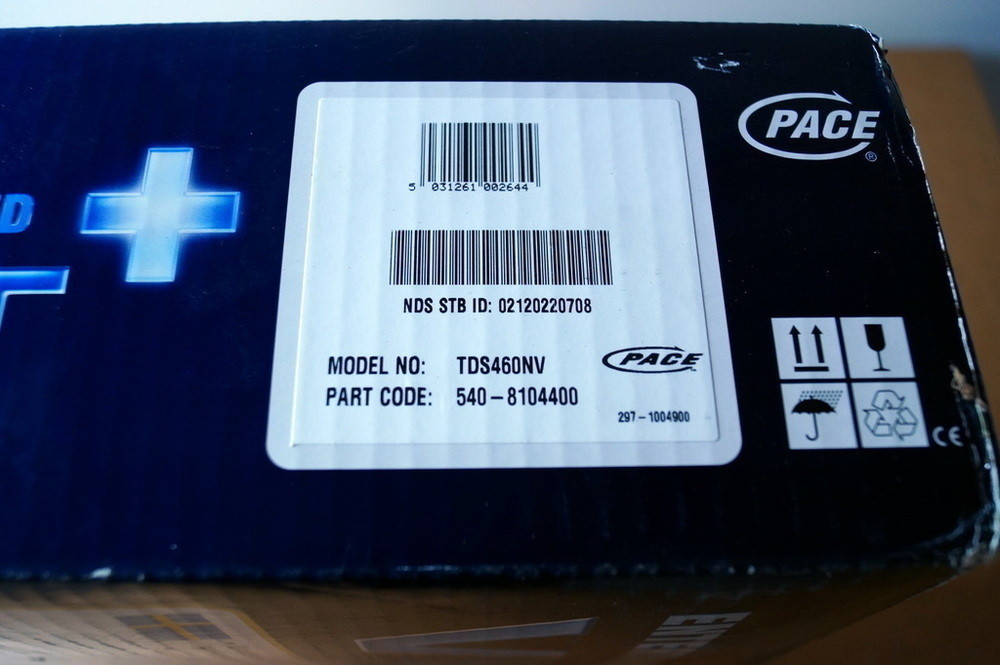 PACE ®
5 031261 002644
NDS STB ID: 02120220708
MODEL NO: TDS460NV
PACE
PART CODE: 540-8104400
297-1004900
CE